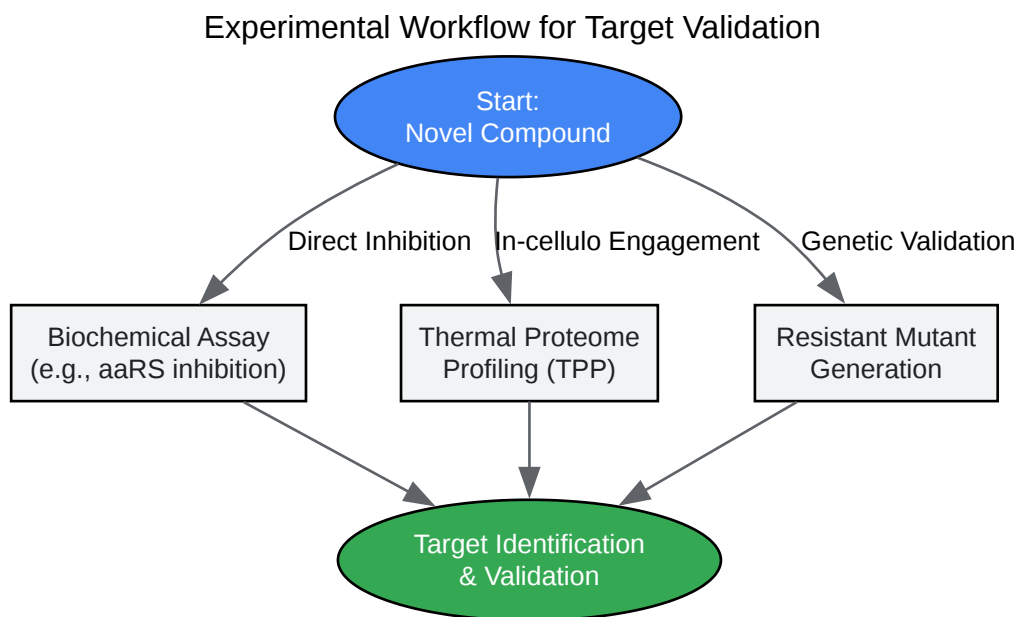 Experimental Workflow for Target Validation
Start:
Novel Compound
Direct Inhibition
In-cellulo Engagement
Genetic Validation
Biochemical Assay
(e.g., aaRS inhibition)
Thermal Proteome
Profiling (TPP)
Resistant Mutant
Generation
Target Identification
& Validation